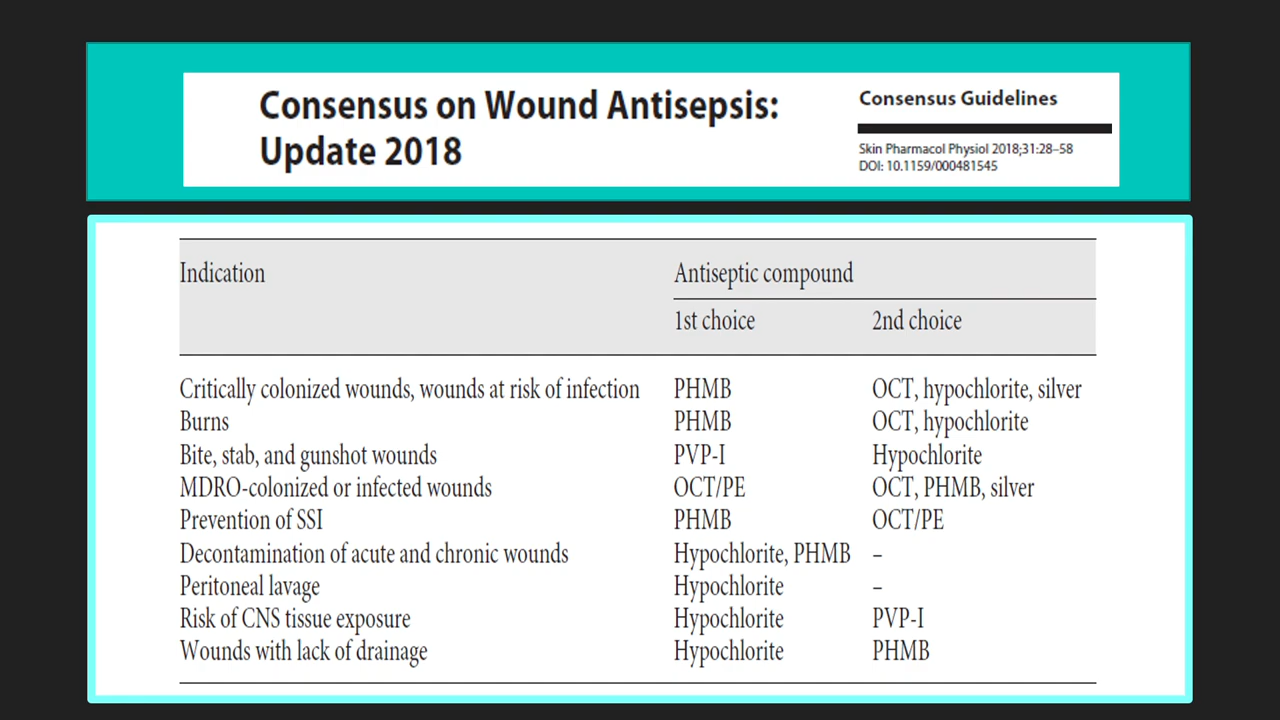 Consensus on Wound Antisepsis:
Update 2018
Consensus Guidelines
Skin Pharmacol Physiol 2018;31:28–58
DOI: 10.1159/000481545
Indication Antiseptic compound
1st choice 2nd choice
Critically colonized wounds, wounds at risk of infection PHMB OCT, hypochlorite, silver
Burns PHMB OCT, hypochlorite
Bite, stab, and gunshot wounds PVP-I Hypochlorite
MDRO-colonized or infected wounds OCT/PE OCT, PHMB, silver
Prevention of SSI PHMB OCT/PE
Decontamination of acute and chronic wounds Hypochlorite, PHMB –
Peritoneal lavage Hypochlorite –
Risk of CNS tissue exposure Hypochlorite PVP-I
Wounds with lack of drainage Hypochlorite PHMB